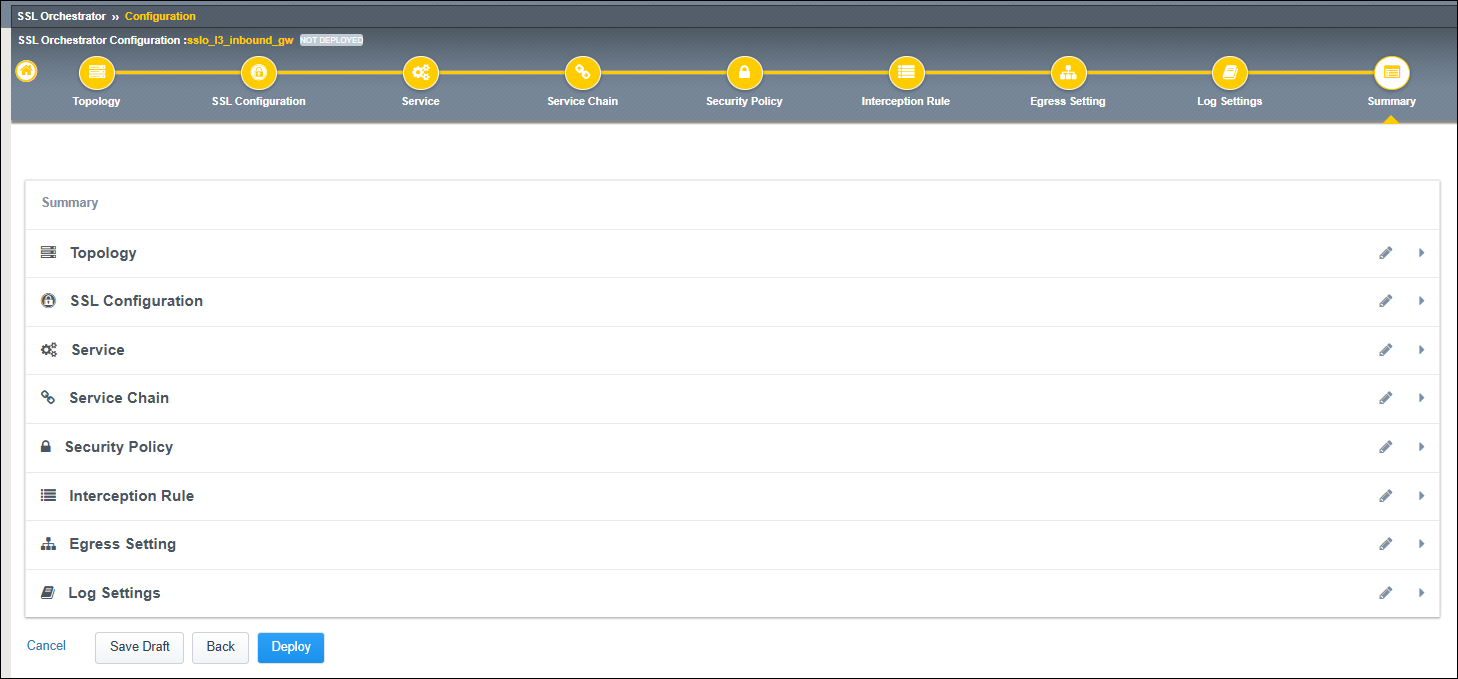 SSL Orchestrator ›› Configuration
SSL Orchestrator Configuration :sslo_l3_inbound_gw NOT DEPLOYED
Topology SSL Configuration Service Service Chain Security Policy Interception Rule Egress Setting Log Settings Summary
Summary
Topology
SSL Configuration
Service
Service Chain
Security Policy
Interception Rule
Egress Setting
Log Settings
Cancel Save Draft Back Deploy